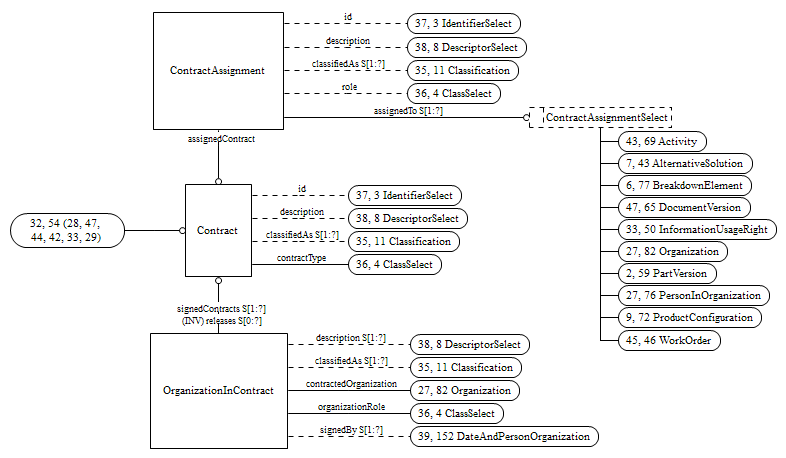 ContractAssignment
id
37, 3 IdentifierSelect
description
38, 8 DescriptorSelect
classifiedAs S[1:?]
35, 11 Classification
role
36, 4 ClassSelect
assignedTo S[1:?]
ContractAssignmentSelect
43, 69 Activity
7, 43 AlternativeSolution
6, 77 BreakdownElement
47, 65 DocumentVersion
33, 50 InformationUsageRight
27, 82 Organization
2, 59 PartVersion
27, 76 PersonInOrganization
9, 72 ProductConfiguration
45, 46 WorkOrder
assignedContract
32, 54 (28, 47,
44, 42, 33, 29)
Contract
id
37, 3 IdentifierSelect
description
38, 8 DescriptorSelect
classifiedAs S[1:?]
35, 11 Classification
contractType
36, 4 ClassSelect
signedContracts S[1:?]
(INV) releases S[0:?]
OrganizationInContract
description S[1:?]
38, 8 DescriptorSelect
classifiedAs S[1:?]
35, 11 Classification
contractedOrganization
27, 82 Organization
organizationRole
36, 4 ClassSelect
signedBy S[1:?]
39, 152 DateAndPersonOrganization